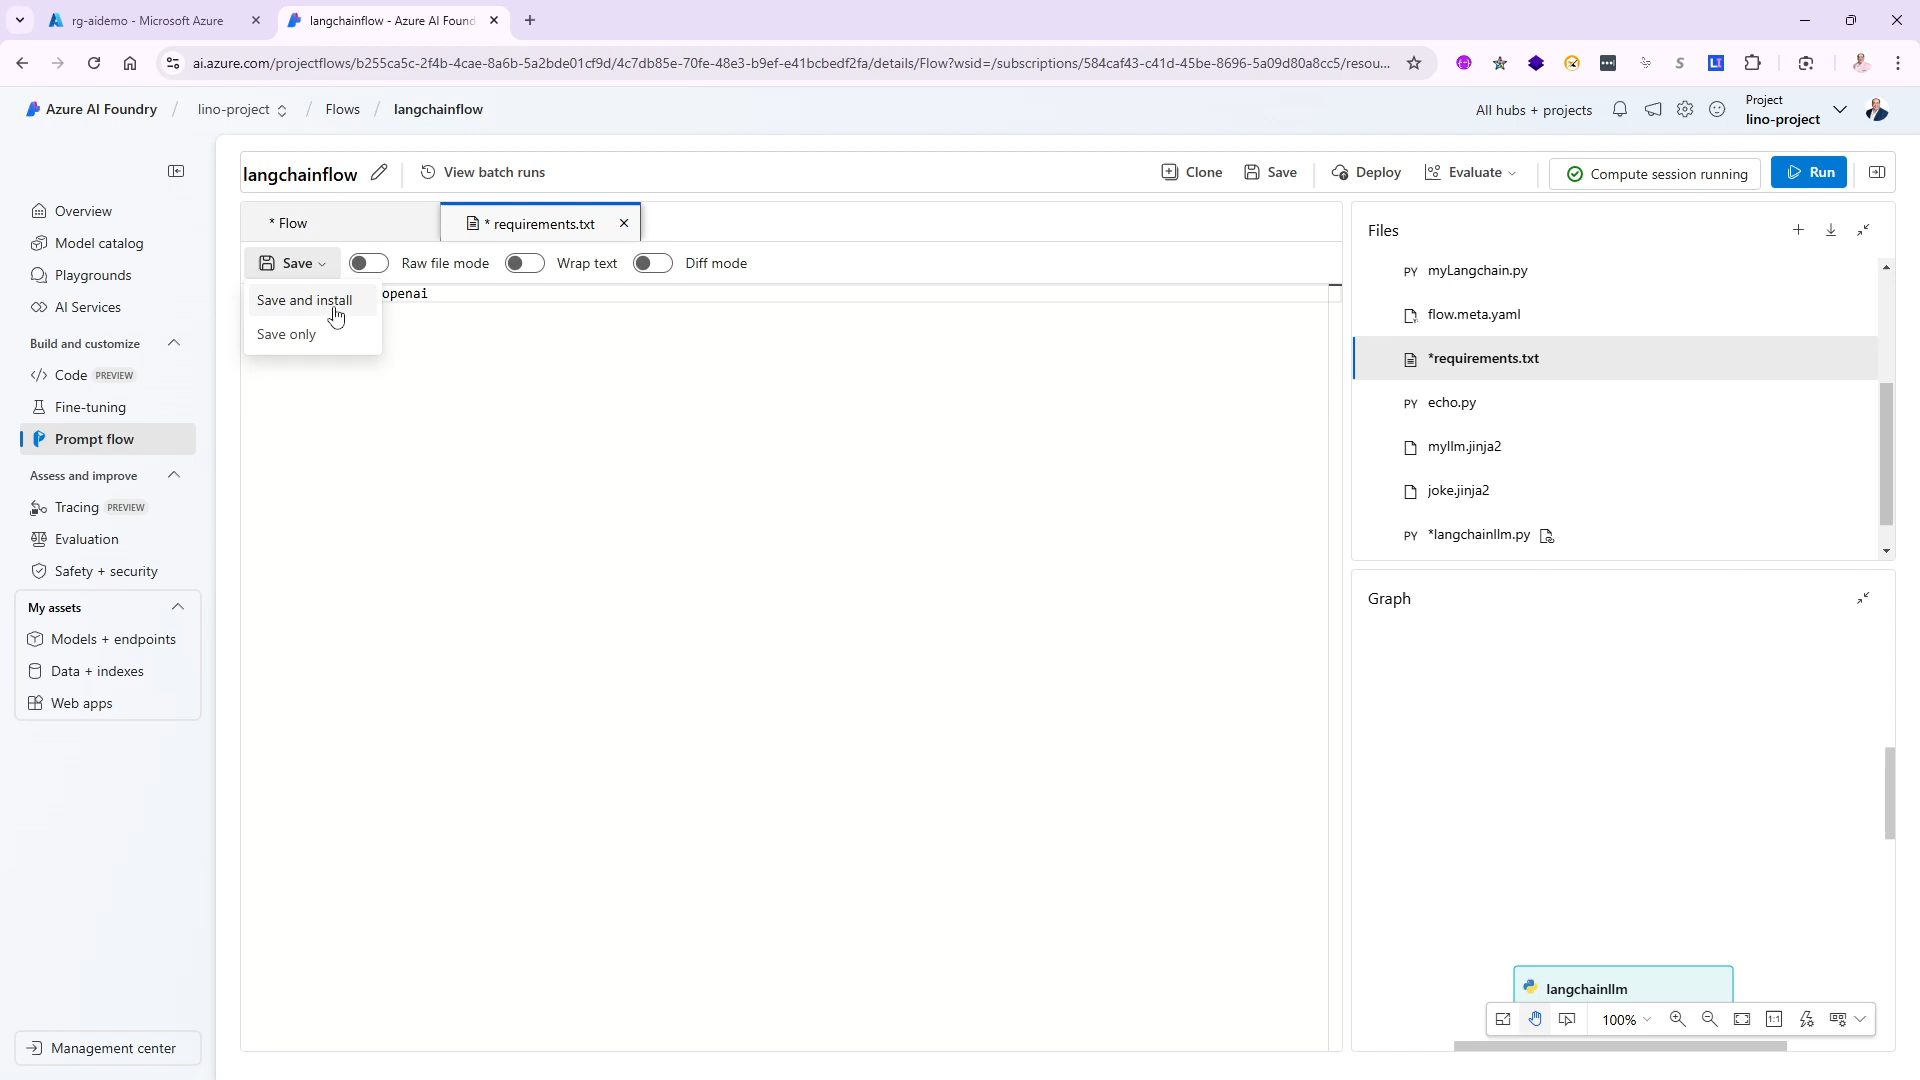 rg-aidemo - Microsoft Azure
langchainflow - Azure AI Found
ai.azure.com/projectflows/b255ca5c-2f4b-4cae-8a6b-5a2bde01cf9d/4c7db85e-70fe-48e3-b9ef-e41bcbedf2fa/details/Flow?wsid=/subscriptions/584caf43-c41d-45be-8696-5a09d80a8cc5/resou...
Azure AI Foundry / lino-project / Flows / langchainflow
All hubs + projects
Project
lino-project
langchainflow
View batch runs
Clone
Save
Deploy
Evaluate
Compute session running
Run
Overview
Model catalog
Playgrounds
AI Services
Build and customize
Code PREVIEW
Fine-tuning
Prompt flow
Assess and improve
Tracing PREVIEW
Evaluation
Safety + security
My assets
Models + endpoints
Data + indexes
Web apps
Management center
* Flow
* requirements.txt
Save
Raw file mode
Wrap text
Diff mode
openai
Save and install
Save only
Files
PY myLangchain.py
flow.meta.yaml
*requirements.txt
PY echo.py
myllm.jinja2
joke.jinja2
PY *langchainllm.py
Graph
langchainllm
100%
1:1